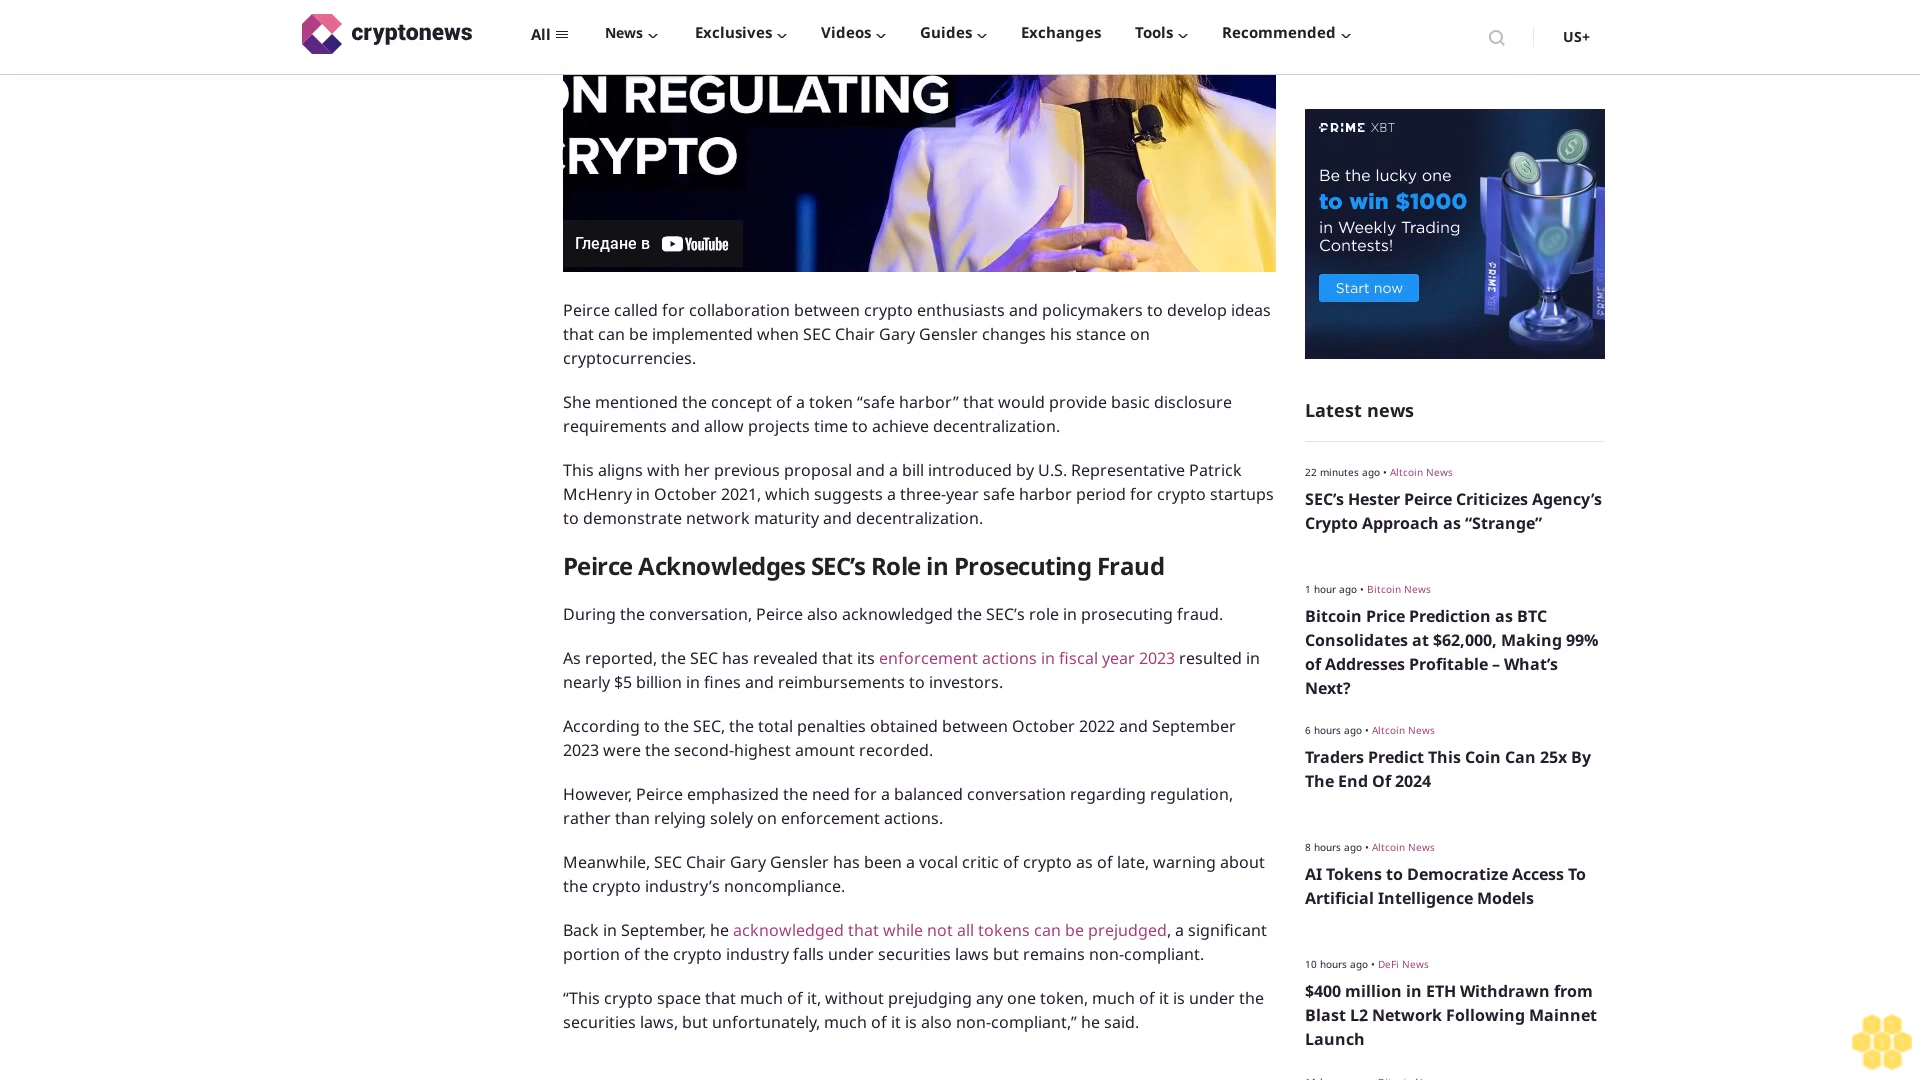 cryptonews
All
News
Exclusives
Videos
Guides
Exchanges
Tools
Recommended
US+
ON REGULATING
CRYPTO
Гледане в YouTube
Peirce called for collaboration between crypto enthusiasts and policymakers to develop ideas
that can be implemented when SEC Chair Gary Gensler changes his stance on
cryptocurrencies.
She mentioned the concept of a token “safe harbor” that would provide basic disclosure
requirements and allow projects time to achieve decentralization.
This aligns with her previous proposal and a bill introduced by U.S. Representative Patrick
McHenry in October 2021, which suggests a three-year safe harbor period for crypto startups
to demonstrate network maturity and decentralization.
Peirce Acknowledges SEC’s Role in Prosecuting Fraud
During the conversation, Peirce also acknowledged the SEC’s role in prosecuting fraud.
As reported, the SEC has revealed that its enforcement actions in fiscal year 2023 resulted in
nearly $5 billion in fines and reimbursements to investors.
According to the SEC, the total penalties obtained between October 2022 and September
2023 were the second-highest amount recorded.
However, Peirce emphasized the need for a balanced conversation regarding regulation,
rather than relying solely on enforcement actions.
Meanwhile, SEC Chair Gary Gensler has been a vocal critic of crypto as of late, warning about
the crypto industry’s noncompliance.
Back in September, he acknowledged that while not all tokens can be prejudged, a significant
portion of the crypto industry falls under securities laws but remains non-compliant.
“This crypto space that much of it, without prejudging any one token, much of it is under the
securities laws, but unfortunately, much of it is also non-compliant,” he said.
PRIME XBT
Be the lucky one
to win $1000
in Weekly Trading
Contests!
Start now
PRIME XBT
PRIME
Latest news
22 minutes ago • Altcoin News
SEC’s Hester Peirce Criticizes Agency’s
Crypto Approach as “Strange”
1 hour ago • Bitcoin News
Bitcoin Price Prediction as BTC
Consolidates at $62,000, Making 99%
of Addresses Profitable – What’s
Next?
6 hours ago • Altcoin News
Traders Predict This Coin Can 25x By
The End Of 2024
8 hours ago • Altcoin News
AI Tokens to Democratize Access To
Artificial Intelligence Models
10 hours ago • DeFi News
$400 million in ETH Withdrawn from
Blast L2 Network Following Mainnet
Launch